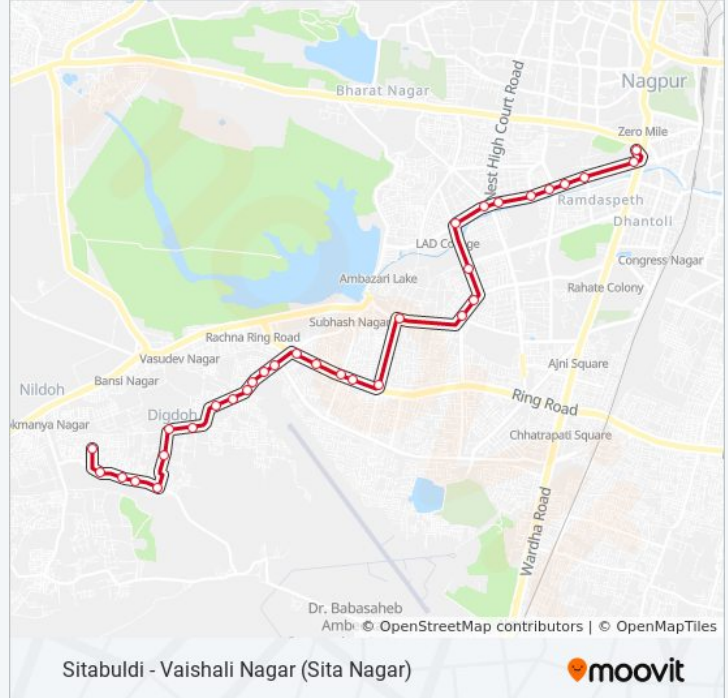 Nagpur
Bharat Nagar
West High Court Road
Zero Mile
Ramdaspeth
Dhantoli
LAD College
Congress Nagar
Ambazari Lake
Rahate Colony
Subhash Nagar
Rachna Ring Road
Vasudev Nagar
Ajni Square
Bansi Nagar
Nildoh
Ring Road
Digdoh
okmanya Nagar
Chhatrapati Square
Wardha Road
Dr. Babasaheb
© OpenStreetMap contributors | © OpenMapTiles
Sitabuldi - Vaishali Nagar (Sita Nagar)
moovit